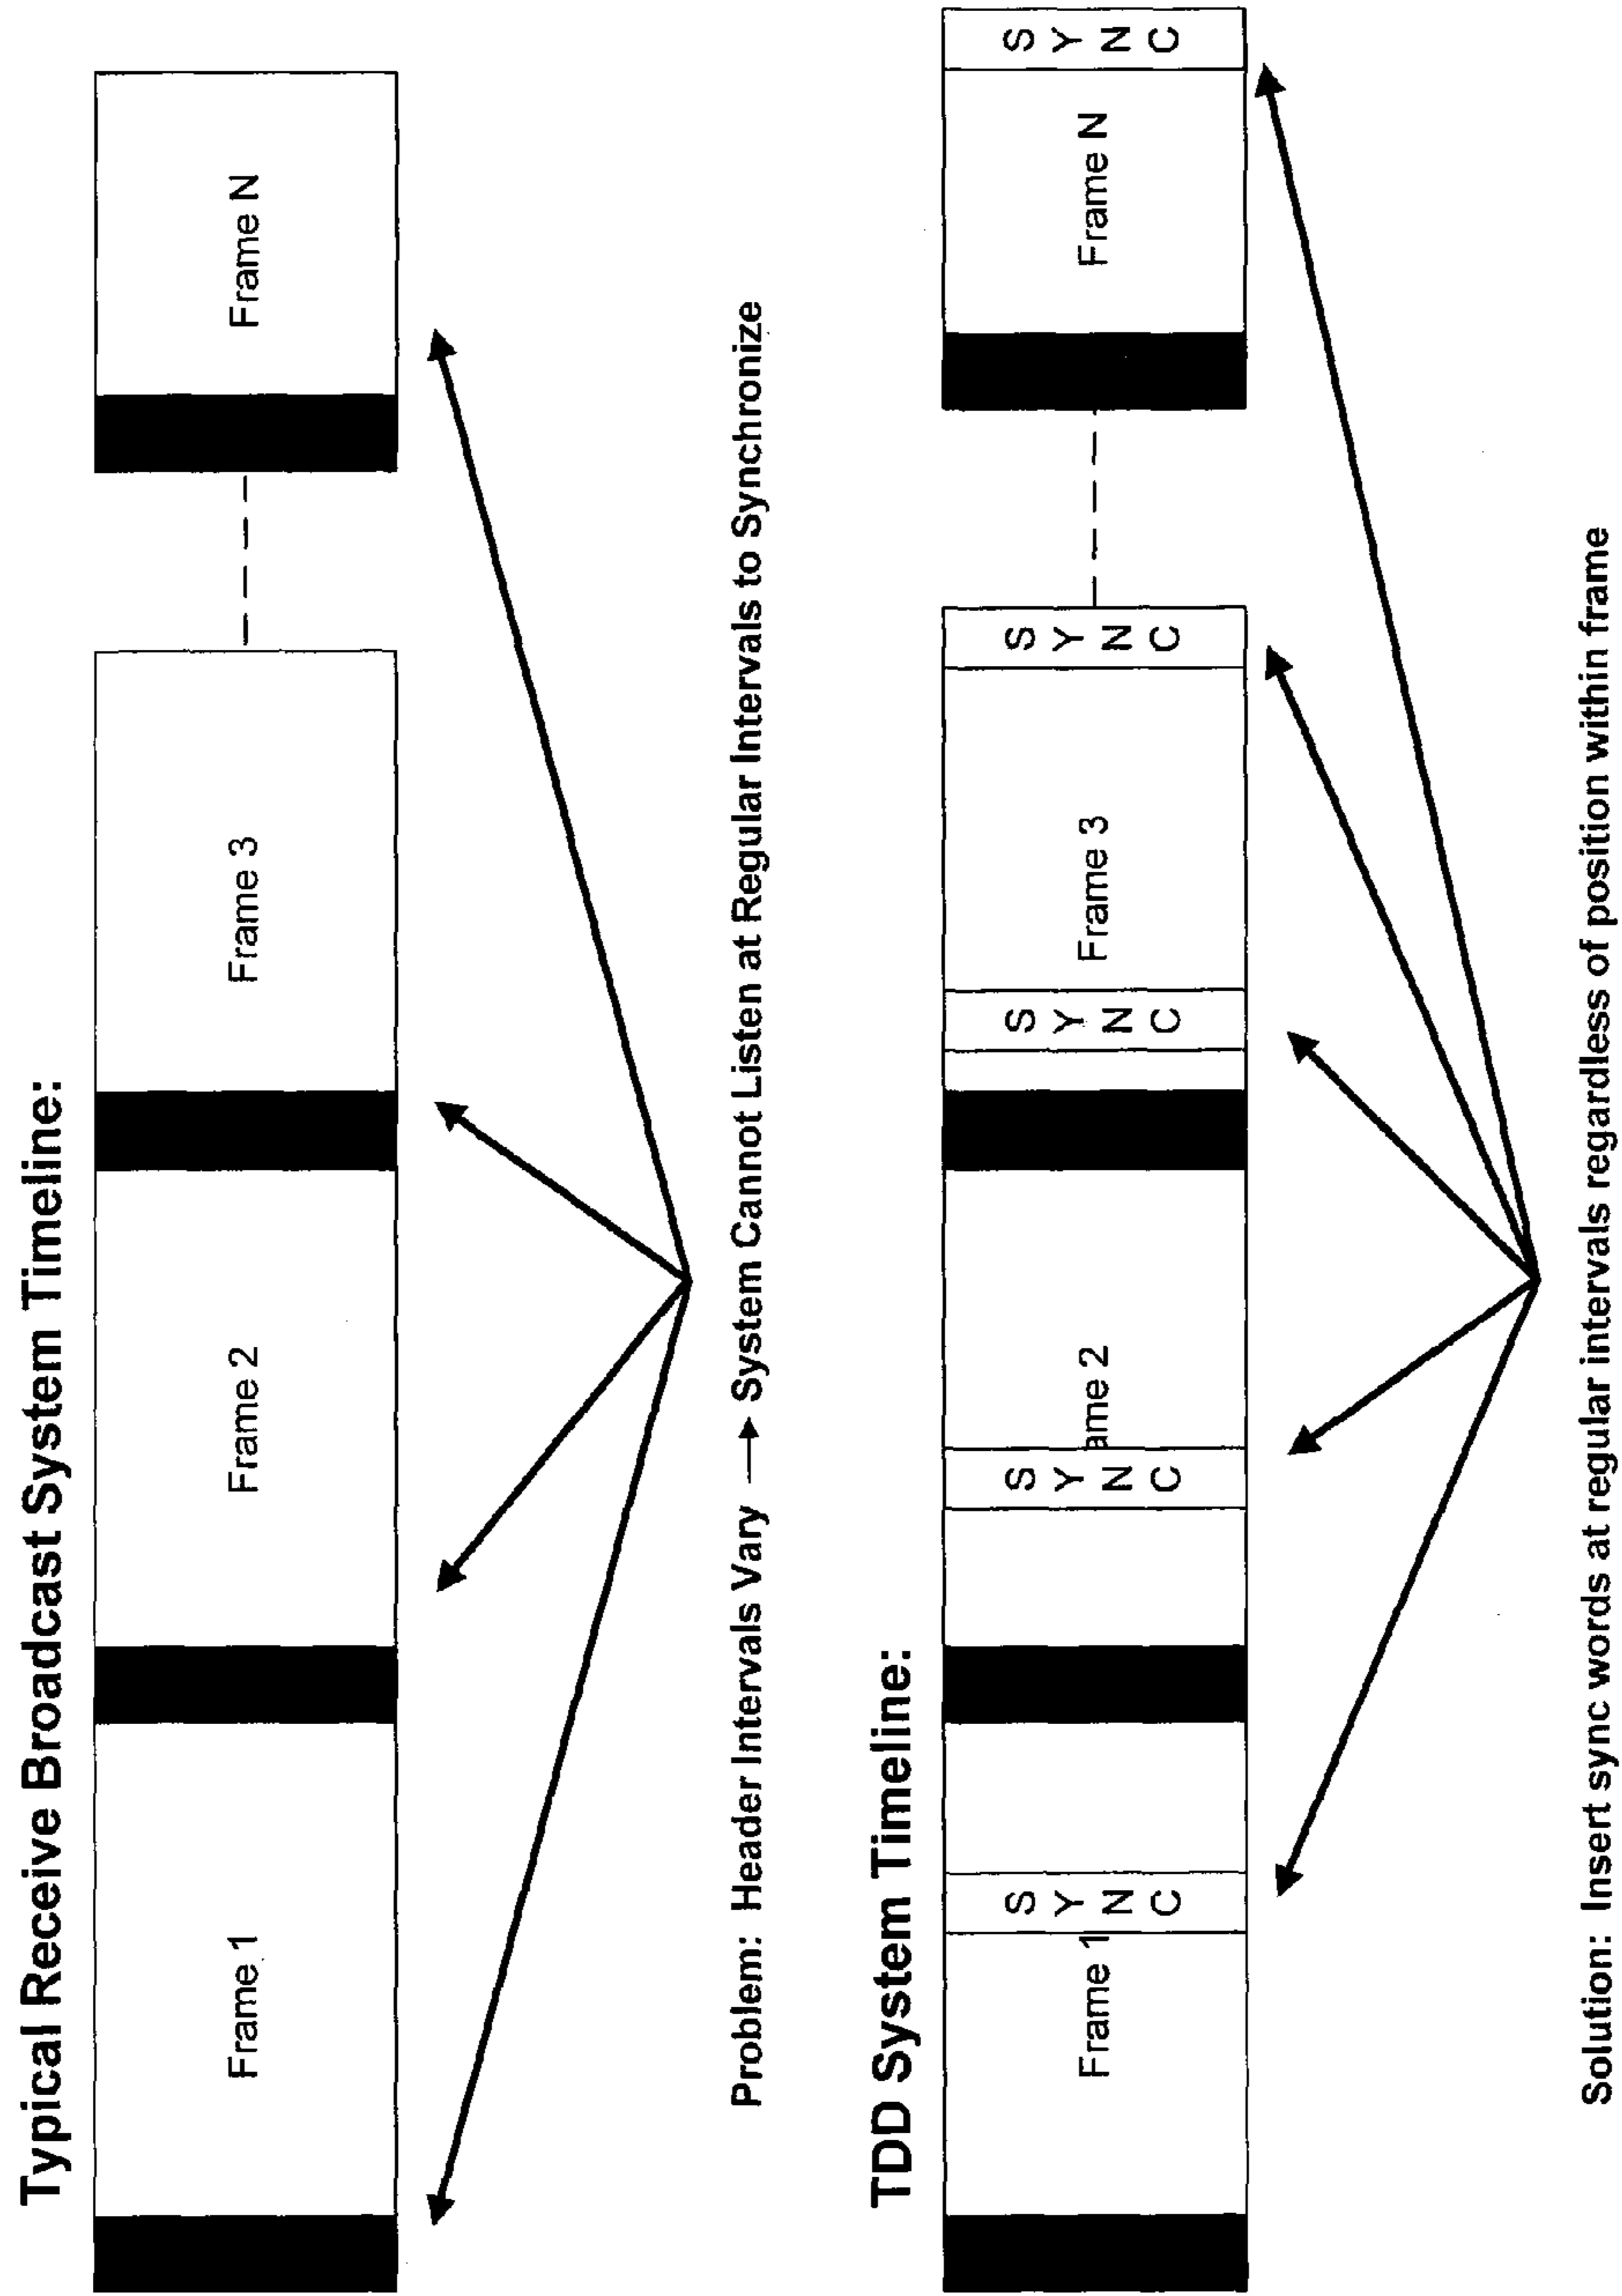 Typical Receive Broadcast System Timeline:
Frame 1
Frame 2
Frame 3
Frame N
Problem: Header Intervals Vary → System Cannot Listen at Regular Intervals to Synchronize
TDD System Timeline:
Frame 1
SYNC
SYNC
ame 2
SYNC
Frame 3
SYNC
Frame N
SYNC
Solution: Insert sync words at regular intervals regardless of position within frame